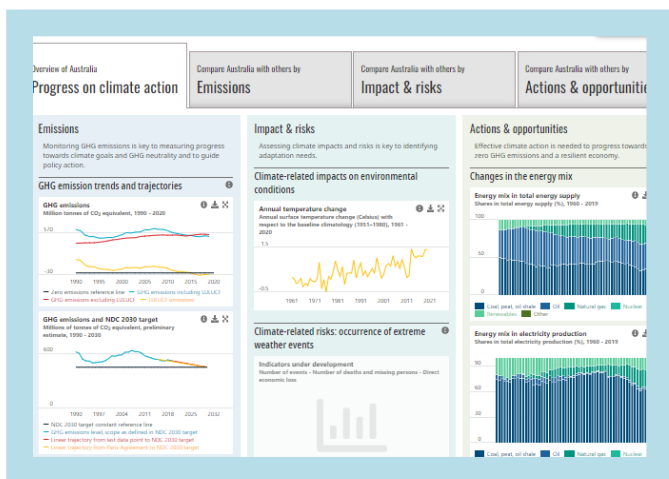 Overview of Australia
Progress on climate action
Compare Australia with others by
Emissions
Compare Australia with others by
Impact & risks
Compare Australia with others by
Actions & opportunitie
Emissions
Monitoring GHG emissions is key to measuring progress
towards climate goals and GHG neutrality and to guide
policy action.
GHG emission trends and trajectories
GHG emissions
Million tonnes of CO₂ equivalent, 1990 - 2020
570
-30
1990 1995 2000 2005 2010 2015 2020
Zero emissions reference line
GHG emissions including LULUCF
GHG emissions excluding LULUCF
LULUCF emissions
GHG emissions and NDC 2030 target
Millions of tonnes of CO₂ equivalent, preliminary
estimate, 1990 - 2030
600
0
1990 1997 2004 2011 2018 2025 2032
NDC 2030 target constant reference line
GHG emissions level, scope as defined in NDC 2030 target
Linear trajectory from last data point to NDC 2030 target
Linear trajectory from Paris Agreement to NDC 2030 target
Impact & risks
Assessing climate impacts and risks is key to identifying
adaptation needs.
Climate-related impacts on environmental
conditions
Annual temperature change
Annual surface temperature change (Celsius) with
respect to the baseline climatology (1951–1980), 1961 -
2020
1.5
-0.5
1961 1971 1981 1991 2001 2011 2021
Climate-related risks: occurrence of extreme
weather events
Indicators under development
Number of events - Number of deaths and missing persons - Direct
economic loss
Actions & opportunities
Effective climate action is needed to progress towards
zero GHG emissions and a resilient economy.
Changes in the energy mix
Energy mix in total energy supply
Shares in total energy supply (%), 1960 - 2019
100
50
0
Coal, peat, oil shale Oil Natural gas Nuclear
Renewables Other
Energy mix in electricity production
Shares in total electricity production (%), 1960 - 2019
90
60
30
0
Coal, peat, oil shale Oil Natural gas Nuclear